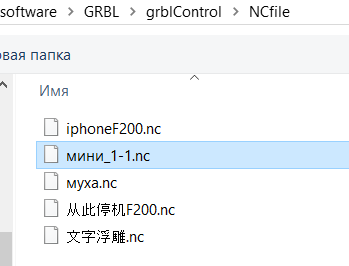 software > GRBL > grblControl > NCfile
овая папка
Имя
iphoneF200.nc
мини_1-1.nc
муха.nc
从此停机F200.nc
文字浮雕.nc